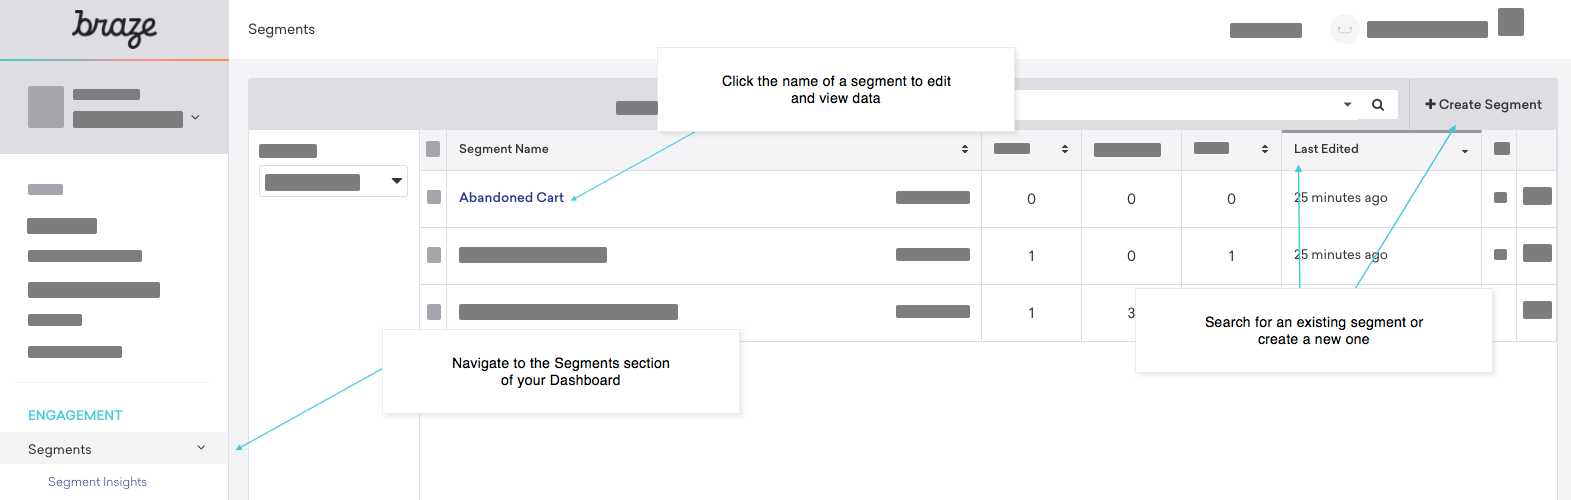 braze
Segments
Click the name of a segment to edit
and view data
Create Segment
Segment Name
Last Edited
Abandoned Cart
0
0
0
25 minutes ago
1
0
1
25 minutes ago
1
3
Search for an existing segment or
create a new one
Navigate to the Segments section
of your Dashboard
ENGAGEMENT
Segments
Segment Insights